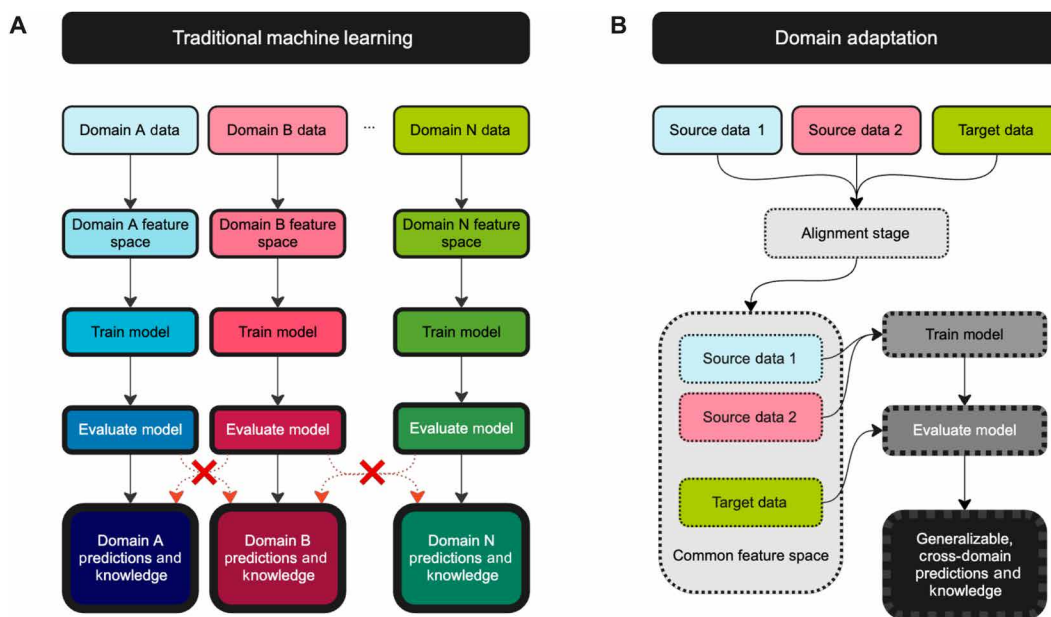 A
Traditional machine learning
Domain A data
Domain B data
...
Domain N data
Domain A feature
space
Domain B feature
space
Domain N feature
space
Train model
Train model
Train model
Evaluate model
Evaluate model
Evaluate model
Domain A
predictions and
knowledge
Domain B
predictions and
knowledge
Domain N
predictions and
knowledge
B
Domain adaptation
Source data 1
Source data 2
Target data
Alignment stage
Source data 1
Source data 2
Target data
Common feature space
Train model
Evaluate model
Generalizable,
cross-domain
predictions and
knowledge